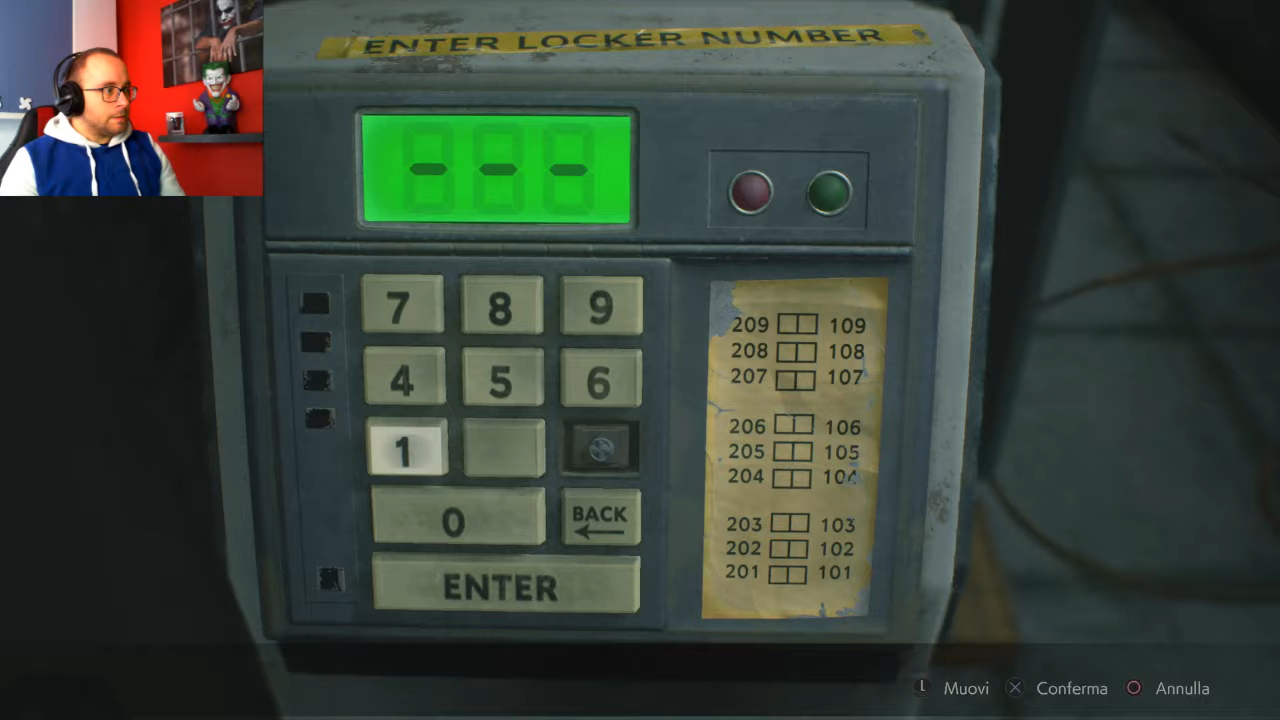 ENTER LOCKER NUMBER
7 8 9
4 5 6
1
0 BACK
ENTER
209 109
208 108
207 107
206 106
205 105
204 104
203 103
202 102
201 101
L Muovi Conferma Annulla